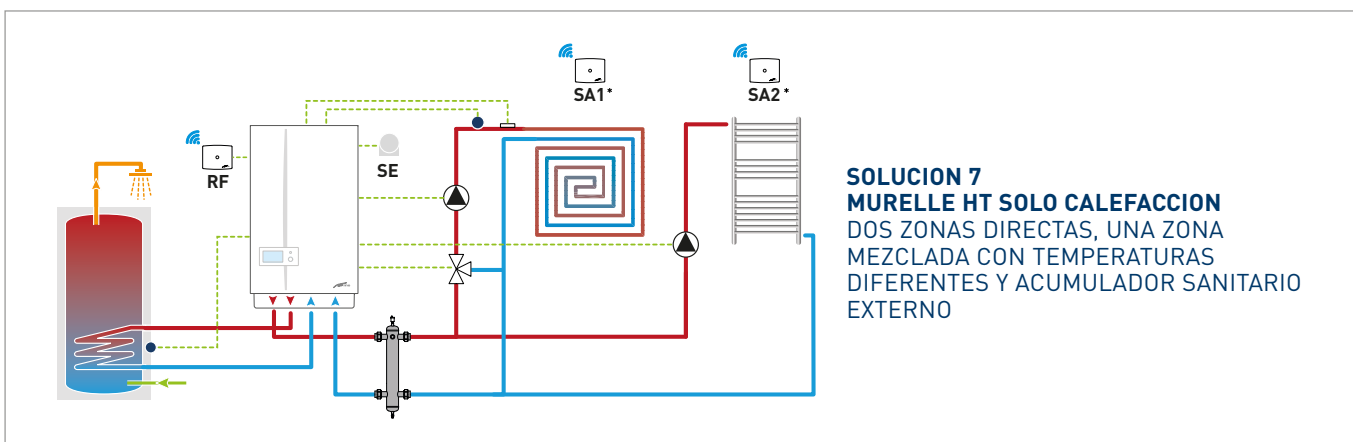 SA1*
SA2*
RF
SE
SOLUCION 7
MURELLE HT SOLO CALEFACCION
DOS ZONAS DIRECTAS, UNA ZONA
MEZCLADA CON TEMPERATURAS
DIFERENTES Y ACUMULADOR SANITARIO
EXTERNO